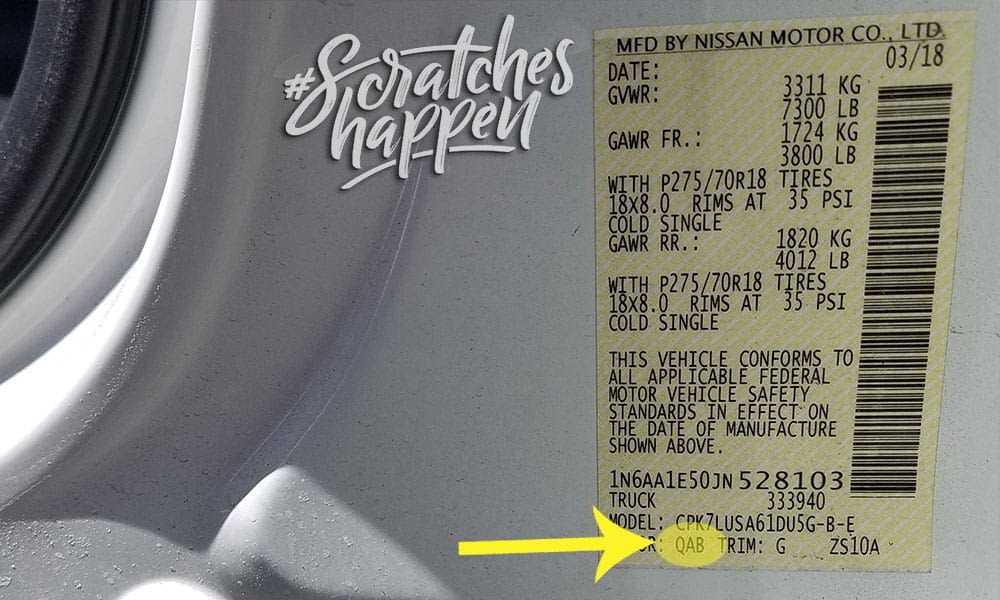 #Scratches
happen
MFD BY NISSAN MOTOR CO., LTD.
DATE: 03/18
GVWR: 3311 KG
7300 LB
GAWR FR.: 1724 KG
3800 LB
WITH P275/70R18 TIRES
18X8.0 RIMS AT 35 PSI
COLD SINGLE
GAWR RR.: 1820 KG
4012 LB
WITH P275/70R18 TIRES
18X8.0 RIMS AT 35 PSI
COLD SINGLE
THIS VEHICLE CONFORMS TO
ALL APPLICABLE FEDERAL
MOTOR VEHICLE SAFETY
STANDARDS IN EFFECT ON
THE DATE OF MANUFACTURE
SHOWN ABOVE.
1N6AA1E50JN528103
TRUCK 333940
MODEL: CPK7LUSA61DU5G-B-E
R: QAB TRIM: G ZS10A